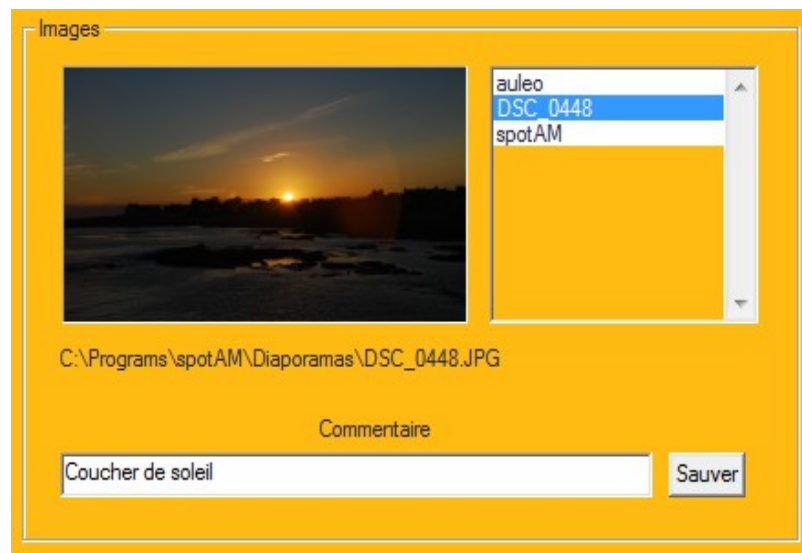 Images
auleo
DSC_0448
spotAM
C:\Programs\spotAM\Diaporamas\DSC_0448.JPG
Commentaire
Coucher de soleil
Sauver